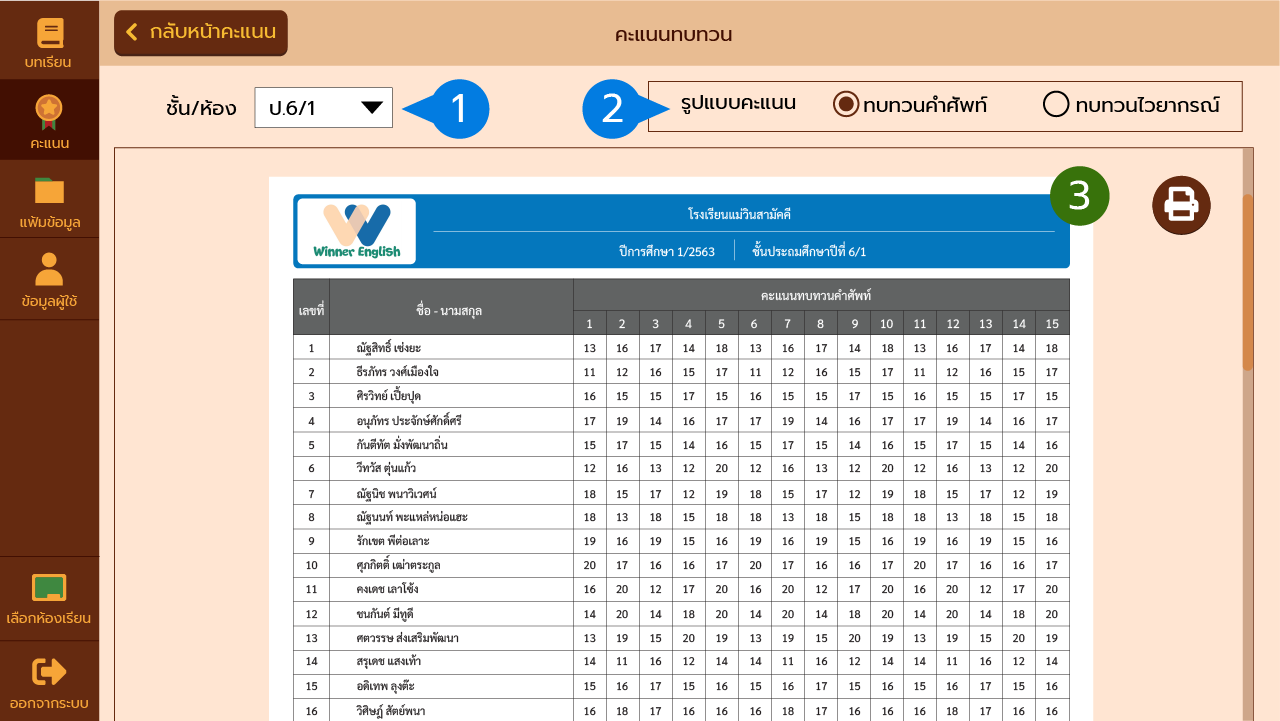 บทเรียน
คะแนน
แฟ้มข้อมูล
ข้อมูลผู้ใช้
เลือกห้องเรียน
ออกจากระบบ
กลับหน้าคะแนน
คะแนนทบทวน
ชั้น/ห้อง ป.6/1 1
2 รูปแบบคะแนน ทบทวนคำศัพท์ ทบทวนไวยากรณ์
3
Winner English
โรงเรียนแม่วินสามัคคี
ปีการศึกษา 1/2563 ชั้นประถมศึกษาปีที่ 6/1
เลขที่ ชื่อ - นามสกุล คะแนนทบทวนคำศัพท์
1 2 3 4 5 6 7 8 9 10 11 12 13 14 15
1 ณัฐสิทธิ์ เซ่งยะ 13 16 17 14 18 13 16 17 14 18 13 16 17 14 18
2 ธีรภัทร วงศ์เมืองใจ 11 12 16 15 17 11 12 16 15 17 11 12 16 15 17
3 ศิรวิทย์ เปี้ยปุด 16 15 15 17 15 16 15 15 17 15 16 15 15 17 15
4 อนุภัทร ประจักษ์ศักดิ์ศรี 17 19 14 16 17 17 19 14 16 17 17 19 14 16 17
5 กันตีทัต มั่งพัฒนาถิ่น 15 17 15 14 16 15 17 15 14 16 15 17 15 14 16
6 วีทวัส ตุ่นแก้ว 12 16 13 12 20 12 16 13 12 20 12 16 13 12 20
7 ณัฐนิช พนาวิเวศน์ 18 15 17 12 19 18 15 17 12 19 18 15 17 12 19
8 ณัฐนนท์ พะแหล่หน่อแฮะ 18 13 18 15 18 18 13 18 15 18 18 13 18 15 18
9 รักเขต พีต่อเลาะ 19 16 19 15 16 19 16 19 15 16 19 16 19 15 16
10 ศุภกิตติ์ เฒ่าตระกูล 20 17 16 16 17 20 17 16 16 17 20 17 16 16 17
11 คงเดช เลาโซ้ง 16 20 12 17 20 16 20 12 17 20 16 20 12 17 20
12 ชนกันต์ มีทูดี 14 20 14 18 20 14 20 14 18 20 14 20 14 18 20
13 ศตวรรษ ส่งเสริมพัฒนา 13 19 15 20 19 13 19 15 20 19 13 19 15 20 19
14 สรุเดช แสงเท้า 14 11 16 12 14 14 11 16 12 14 14 11 16 12 14
15 อดิเทพ ลุงต๊ะ 15 16 17 15 16 15 16 17 15 16 15 16 17 15 16
16 วิศิษฎ์ สัตย์พนา 16 18 17 16 16 16 18 17 16 16 16 18 17 16 16